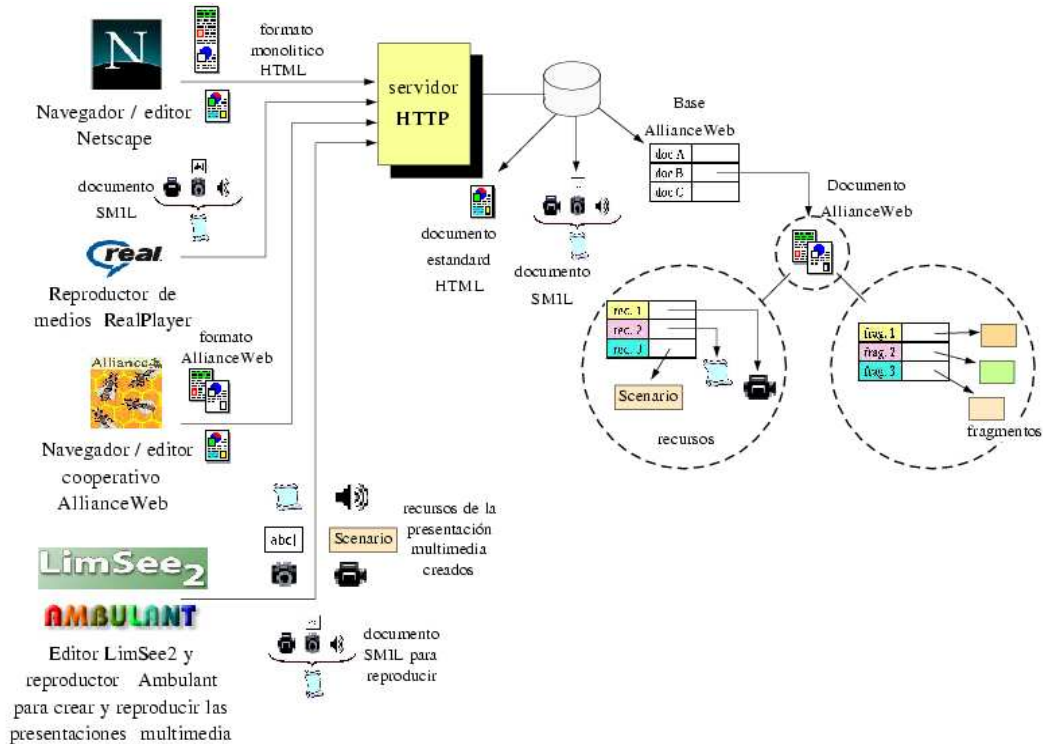 N
formato
monolitico
HTML
Navegador / editor
Netscape
servidor
HTTP
Base
AllianceWeb
doc A
doc B
doc C
Documento
AllianceWeb
documento
SMIL
real
Reproductor de
medios RealPlayer
documento
estandard
HTML
documento
SMIL
rec. 1
rec. 2
rec. 3
Scenario
recursos
frag. 1
frag. 2
frag. 3
fragmentos
formato
AllianceWeb
Alliance
Navegador / editor
cooperativo
AllianceWeb
abc|
Scenario
recursos de la
presentación
multimedia
creados
LimSee2
AMBULANT
Editor LimSee2 y
reproductor Ambulant
para crear y reproducir las
presentaciones multimedia
documento
SMIL para
reproducir